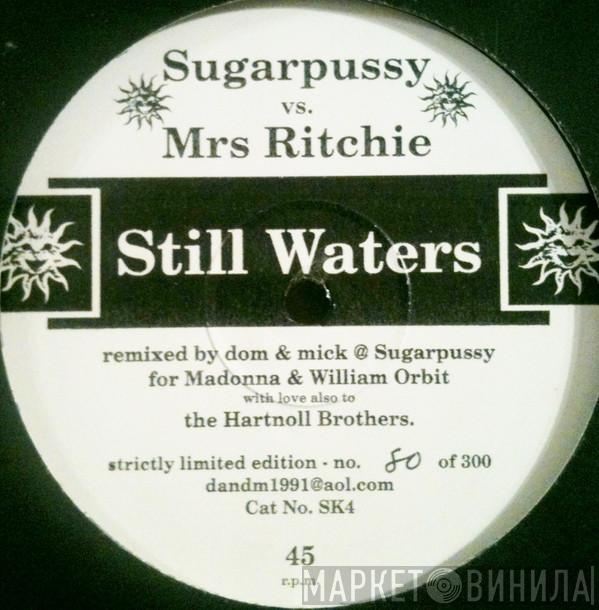 Sugarpussy
vs.
Mrs Ritchie
Still Waters
remixed by dom & mick @ Sugarpussy
for Madonna & William Orbit
with love also to
the Hartnoll Brothers.
strictly limited edition - no. 80 of 300
dandm1991@aol.com
Cat No. SK4
45
r.p.m
МАРКЕТ ВИНИЛА